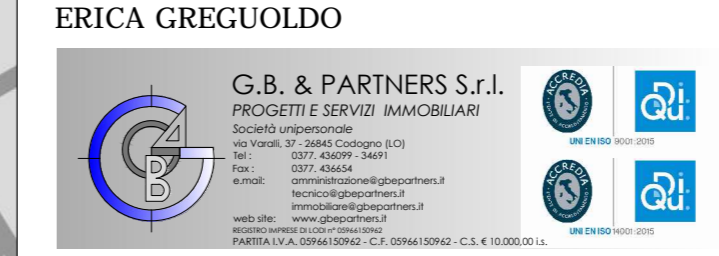 ERICA GREGUOLDO
G.B. & PARTNERS S.r.l.
PROGETTI E SERVIZI IMMOBILIARI
Società unipersonale
via Varalli, 37 - 26845 Codogno (LO)
Tel : 0377. 436099 - 34691
Fax : 0377. 436654
e.mail: amministrazione@gbepartners.it
tecnico@gbepartners.it
immobiliare@gbepartners.it
web site: www.gbepartners.it
REGISTRO IMPRESE DI LODI n° 05966150962
PARTITA I.V.A. 05966150962 - C.F. 05966150962 - C.S. € 10.000,00 i.s.
G
B
ACCREDIA
UNI EN ISO 9001:2015
ACCREDIA
UNI EN ISO 14001:2015